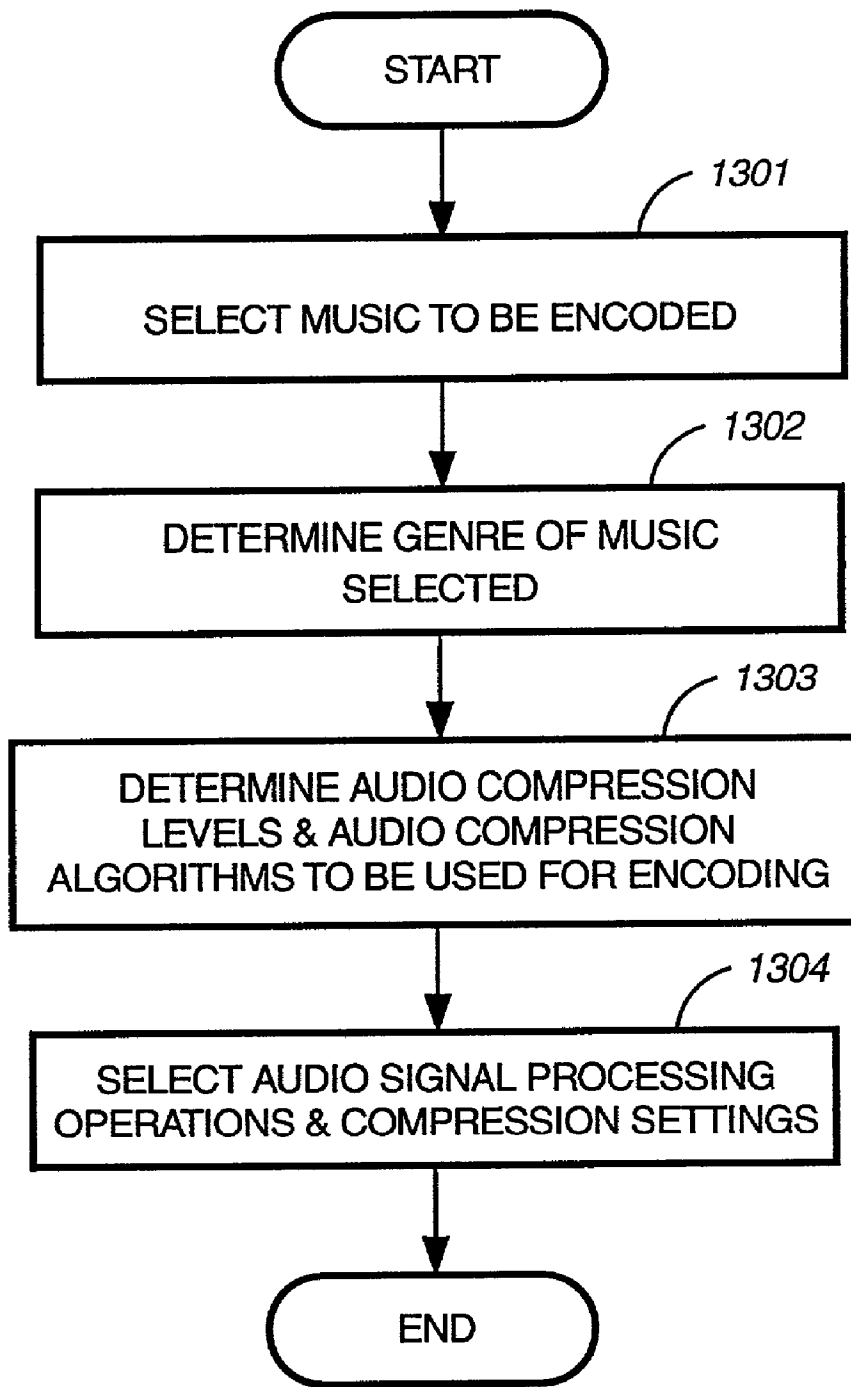 START
1301
SELECT MUSIC TO BE ENCODED
1302
DETERMINE GENRE OF MUSIC
SELECTED
1303
DETERMINE AUDIO COMPRESSION
LEVELS & AUDIO COMPRESSION
ALGORITHMS TO BE USED FOR ENCODING
1304
SELECT AUDIO SIGNAL PROCESSING
OPERATIONS & COMPRESSION SETTINGS
END